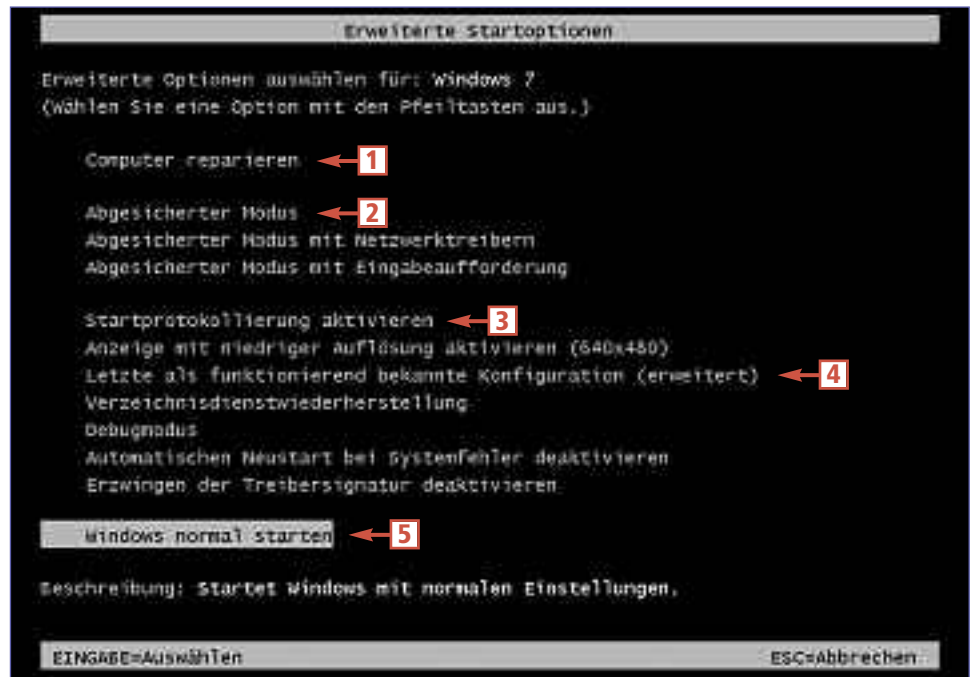 Erweiterte Startoptionen
Erweiterte Optionen auswählen für: Windows 7
(Wählen Sie eine Option mit den Pfeiltasten aus.)
Computer reparieren 1
Abgesicherter Modus 2
Abgesicherter Modus mit Netzwerktreibern
Abgesicherter Modus mit Eingabeaufforderung
Startprotokollierung aktivieren 3
Anzeige mit niedriger Auflösung aktivieren (640x480)
Letzte als funktionierend bekannte Konfiguration (erweitert) 4
Verzeichnisdienstwiederherstellung
Debugmodus
Automatischen Neustart bei Systemfehler deaktivieren
Erzwingen der Treibersignatur deaktivieren
Windows normal starten 5
Beschreibung: Startet Windows mit normalen Einstellungen.
EINGABE=Auswählen ESC=Abbrechen